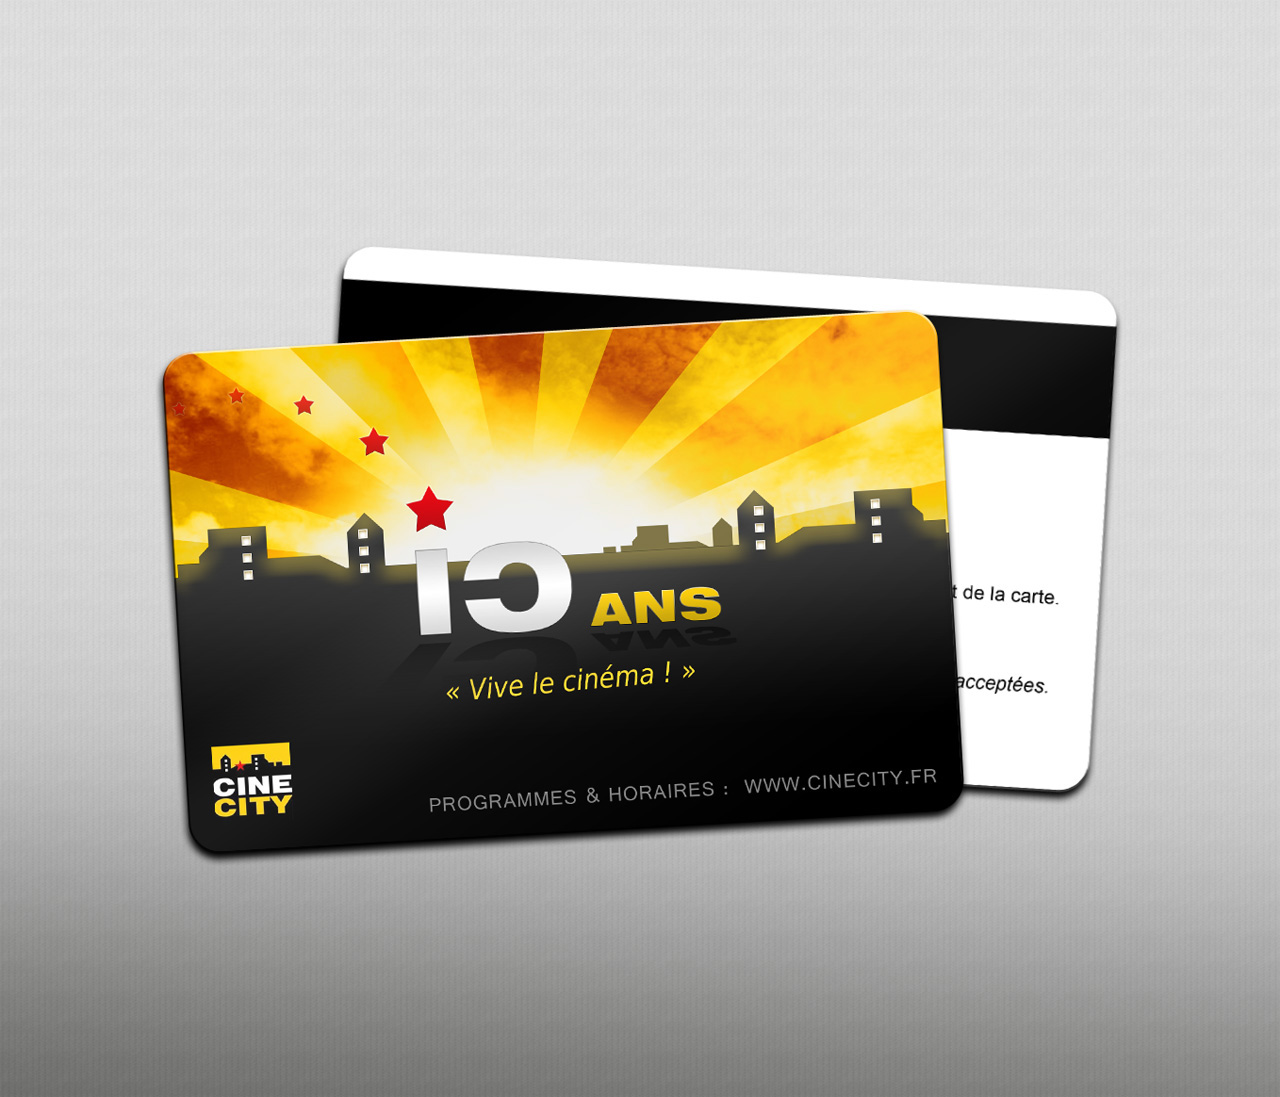 10 ANS
« Vive le cinéma ! »
CINE
CITY
PROGRAMMES & HORAIRES : WWW.CINECITY.FR
de la carte.
acceptées.